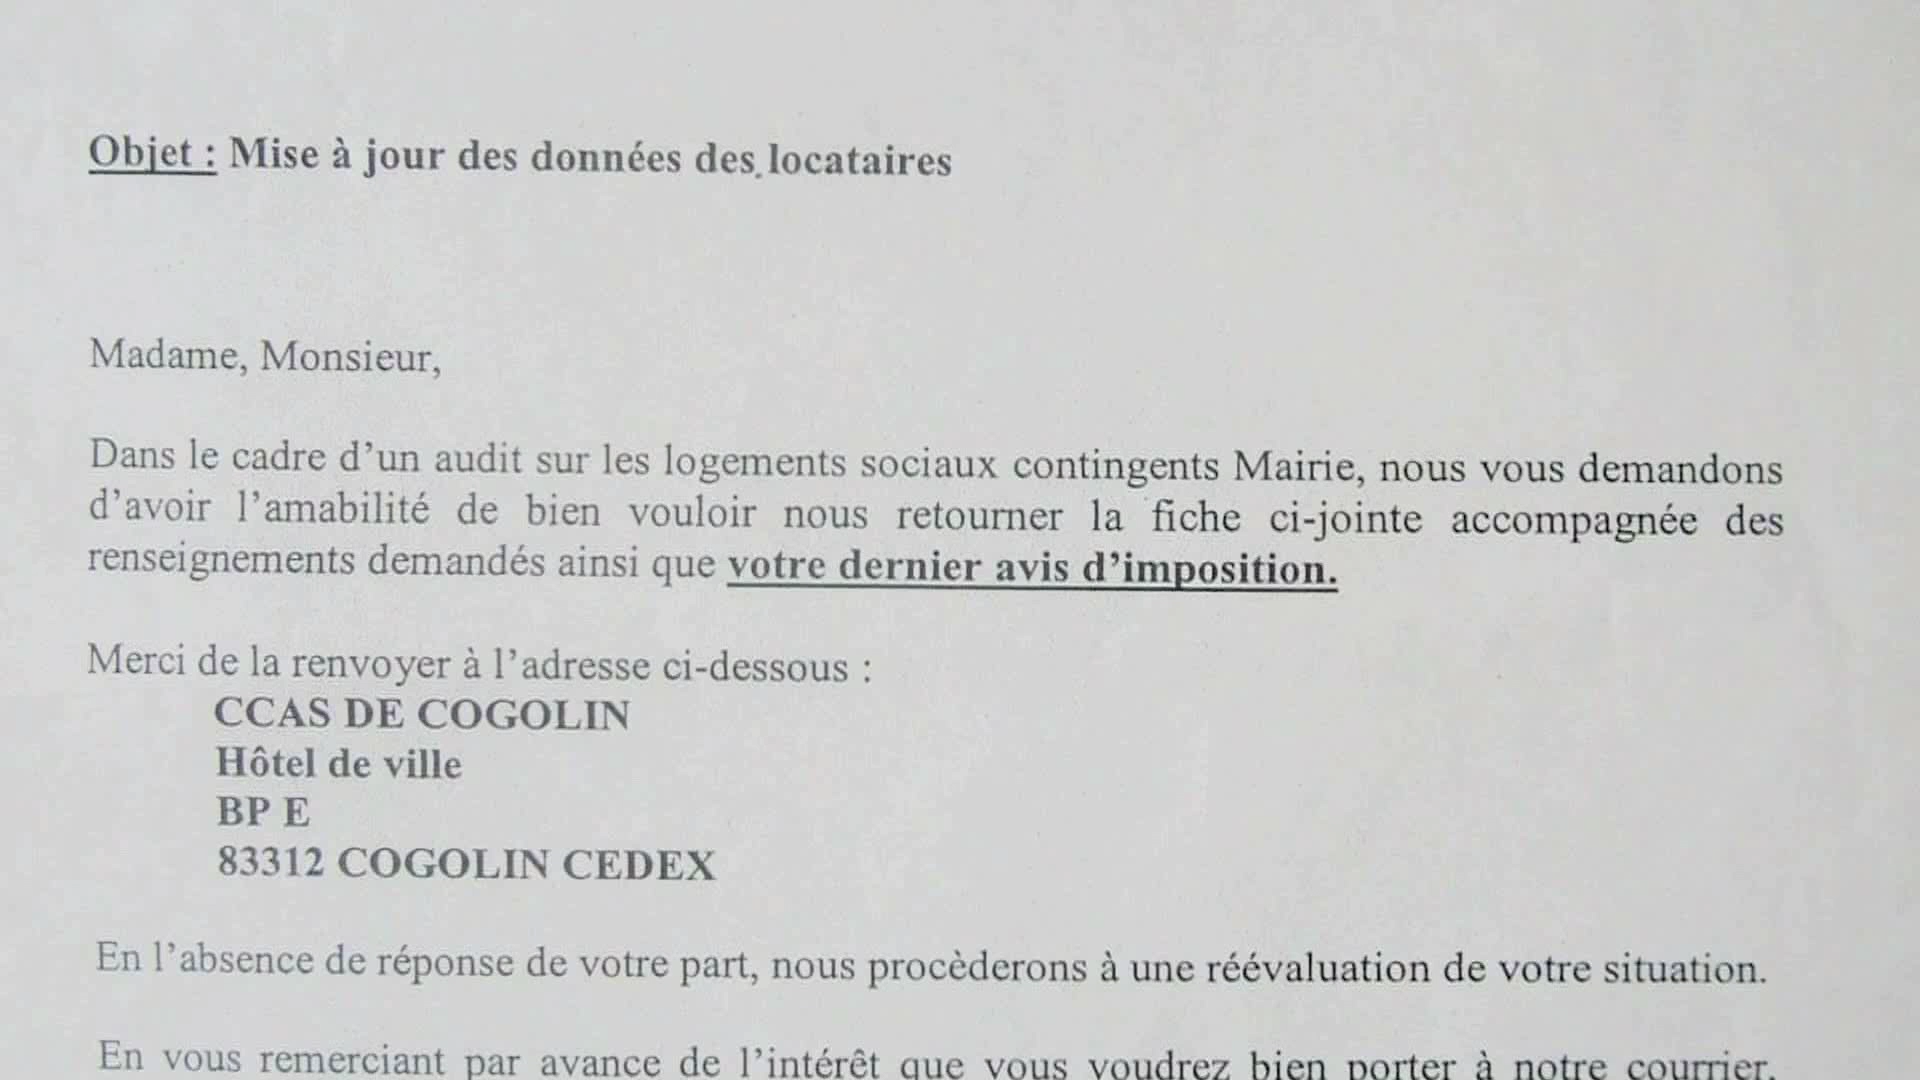 Objet : Mise à jour des données des locataires
Madame, Monsieur,
Dans le cadre d'un audit sur les logements sociaux contingents Mairie, nous vous demandons
d'avoir l'amabilité de bien vouloir nous retourner la fiche ci-jointe accompagnée des
renseignements demandés ainsi que votre dernier avis d'imposition.
Merci de la renvoyer à l'adresse ci-dessous :
CCAS DE COGOLIN
Hôtel de ville
BP E
83312 COGOLIN CEDEX
En l'absence de réponse de votre part, nous procèderons à une réévaluation de votre situation.
En vous remerciant par avance de l'intérêt que vous voudrez bien porter à notre courrier,